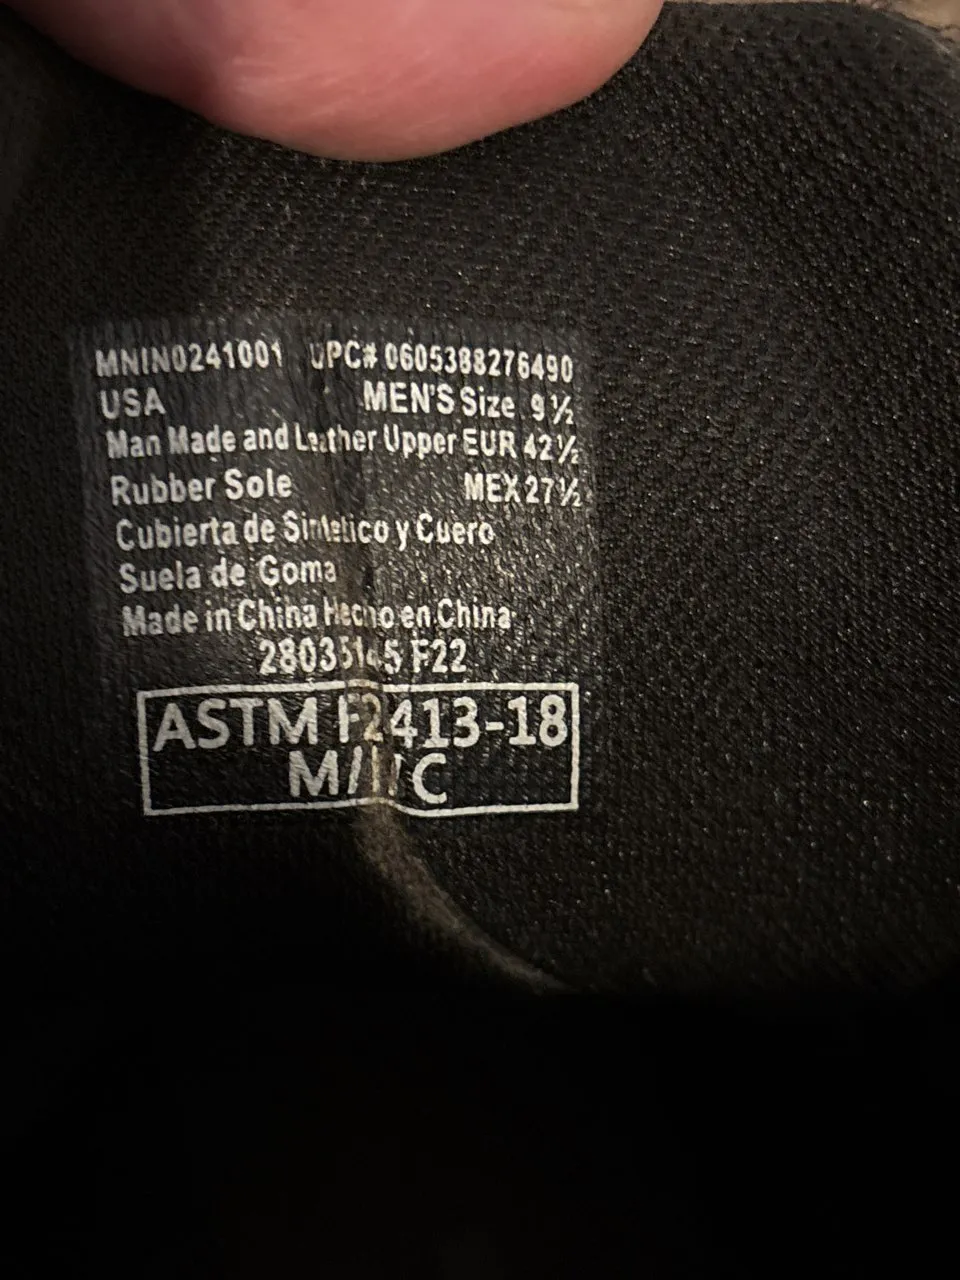 MNIN0241001 UPC# 0605388276490
USA MEN'S Size 9½
Man Made and Leather Upper EUR 42½
Rubber Sole MEX 27½
Cubierta de Sintetico y Cuero
Suela de Goma
Made in China Hecho en China
F22
ASTM F2413-18
C